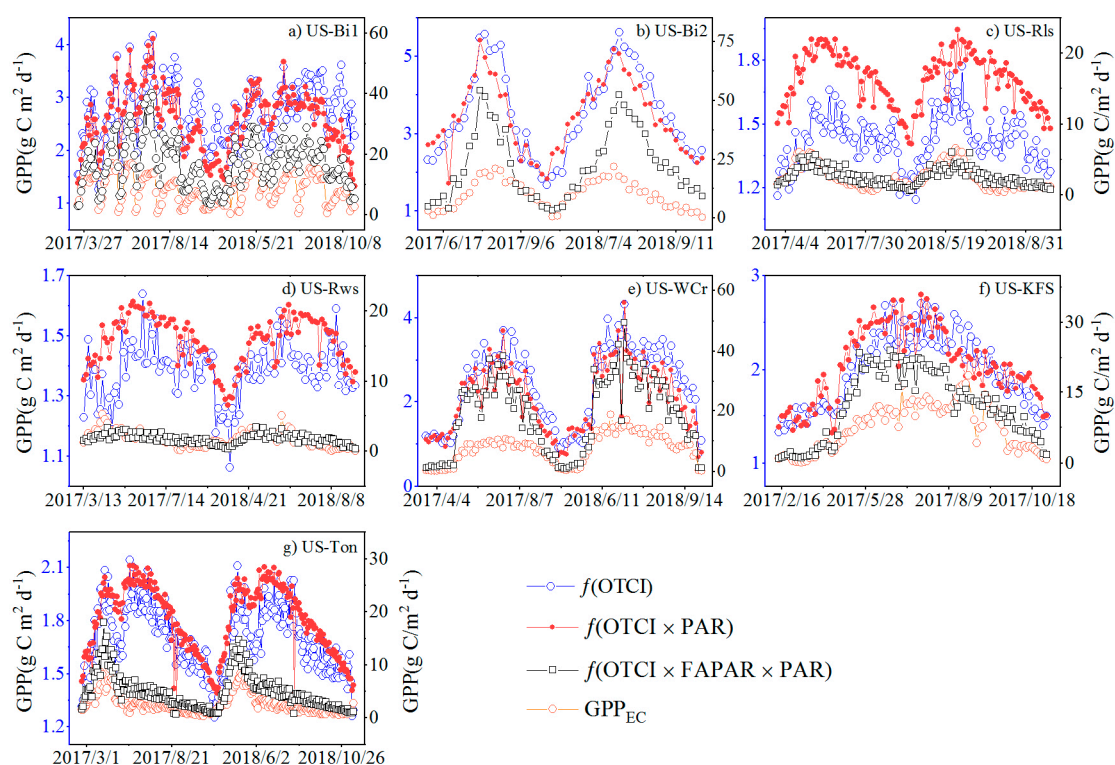 a) US-Bi1
GPP(g C m² d⁻¹)
4
3
2
1
60
40
20
0
2017/3/27 2017/8/14 2018/5/21 2018/10/8
b) US-Bi2
5
3
1
75
50
25
0
2017/6/17 2017/9/6 2018/7/4 2018/9/11
c) US-Rls
1.8
1.5
1.2
20
10
0
GPP(g C/m² d⁻¹)
2017/4/4 2017/7/30 2018/5/19 2018/8/31
d) US-Rws
GPP(g C m² d⁻¹)
1.7
1.5
1.3
1.1
20
10
0
2017/3/13 2017/7/14 2018/4/21 2018/8/8
e) US-WCr
4
2
0
60
40
20
0
2017/4/4 2017/8/7 2018/6/11 2018/9/14
f) US-KFS
3
2
1
30
15
0
GPP(g C/m² d⁻¹)
2017/2/16 2017/5/28 2017/8/9 2017/10/18
g) US-Ton
GPP(g C m² d⁻¹)
2.1
1.8
1.5
1.2
30
20
10
0
GPP(g C/m² d⁻¹)
2017/3/1 2017/8/21 2018/6/2 2018/10/26
f(OTCI)
f(OTCI × PAR)
f(OTCI × FAPAR × PAR)
GPP_EC